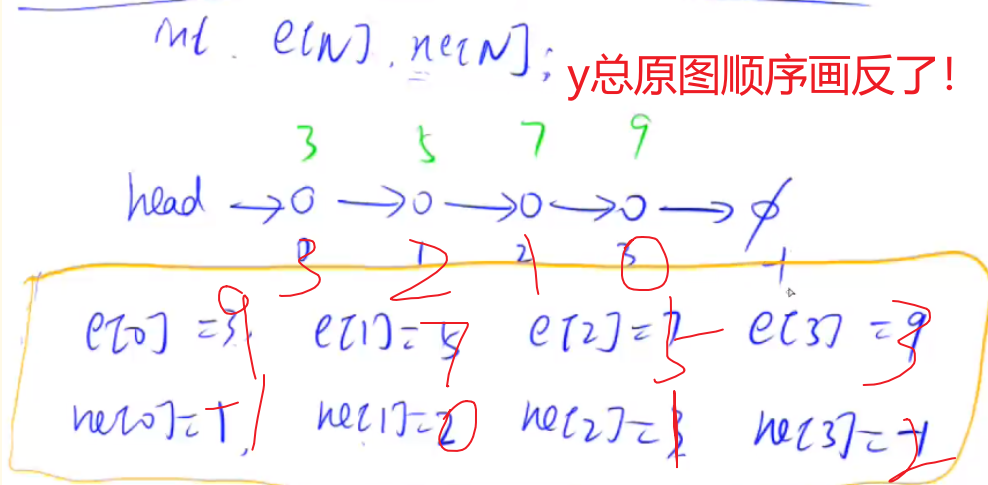 int e[N], ne[N];
y总原图顺序画反了!
3 5 7 9
head → o → o → o → o → ∅
0 1 2 3 -1
3 2 1 0
e[0]=3, e[1]=5 e[2]=7 e[3]=9
9 7 5 3
ne[0]=1, ne[1]=2 ne[2]=3 ne[3]=-1
-1 0 1 2